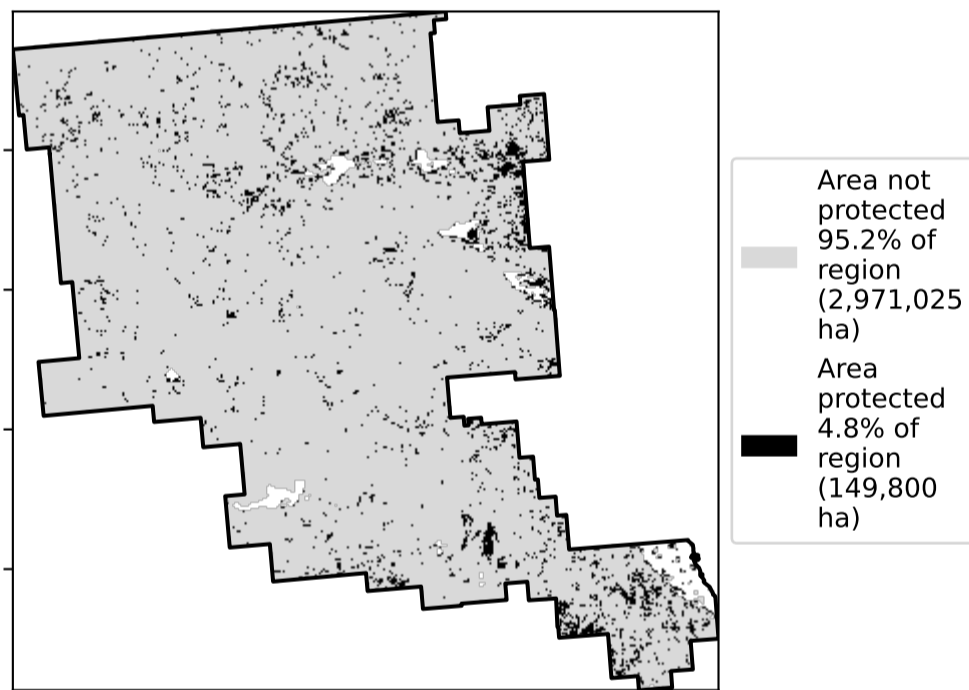 Area not
protected
95.2% of
region
(2,971,025
ha)
Area
protected
4.8% of
region
(149,800
ha)